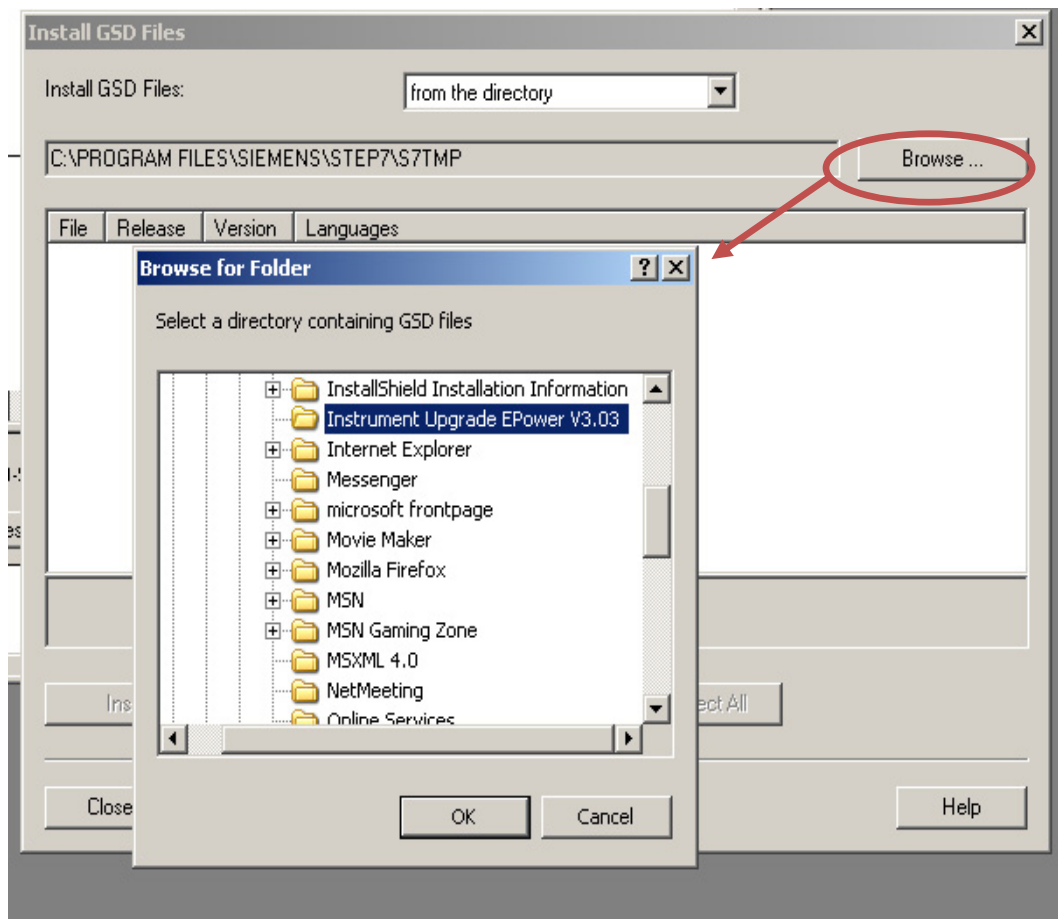 Install GSD Files
Install GSD Files:
from the directory
C:\PROGRAM FILES\SIEMENS\STEP7\S7TMP
Browse ...
File Release Version Languages
Browse for Folder
Select a directory containing GSD files
InstallShield Installation Information
Instrument Upgrade EPower V3.03
Internet Explorer
Messenger
microsoft frontpage
Movie Maker
Mozilla Firefox
MSN
MSN Gaming Zone
MSXML 4.0
NetMeeting
Online Services
Ins
ect All
OK
Cancel
Close
Help